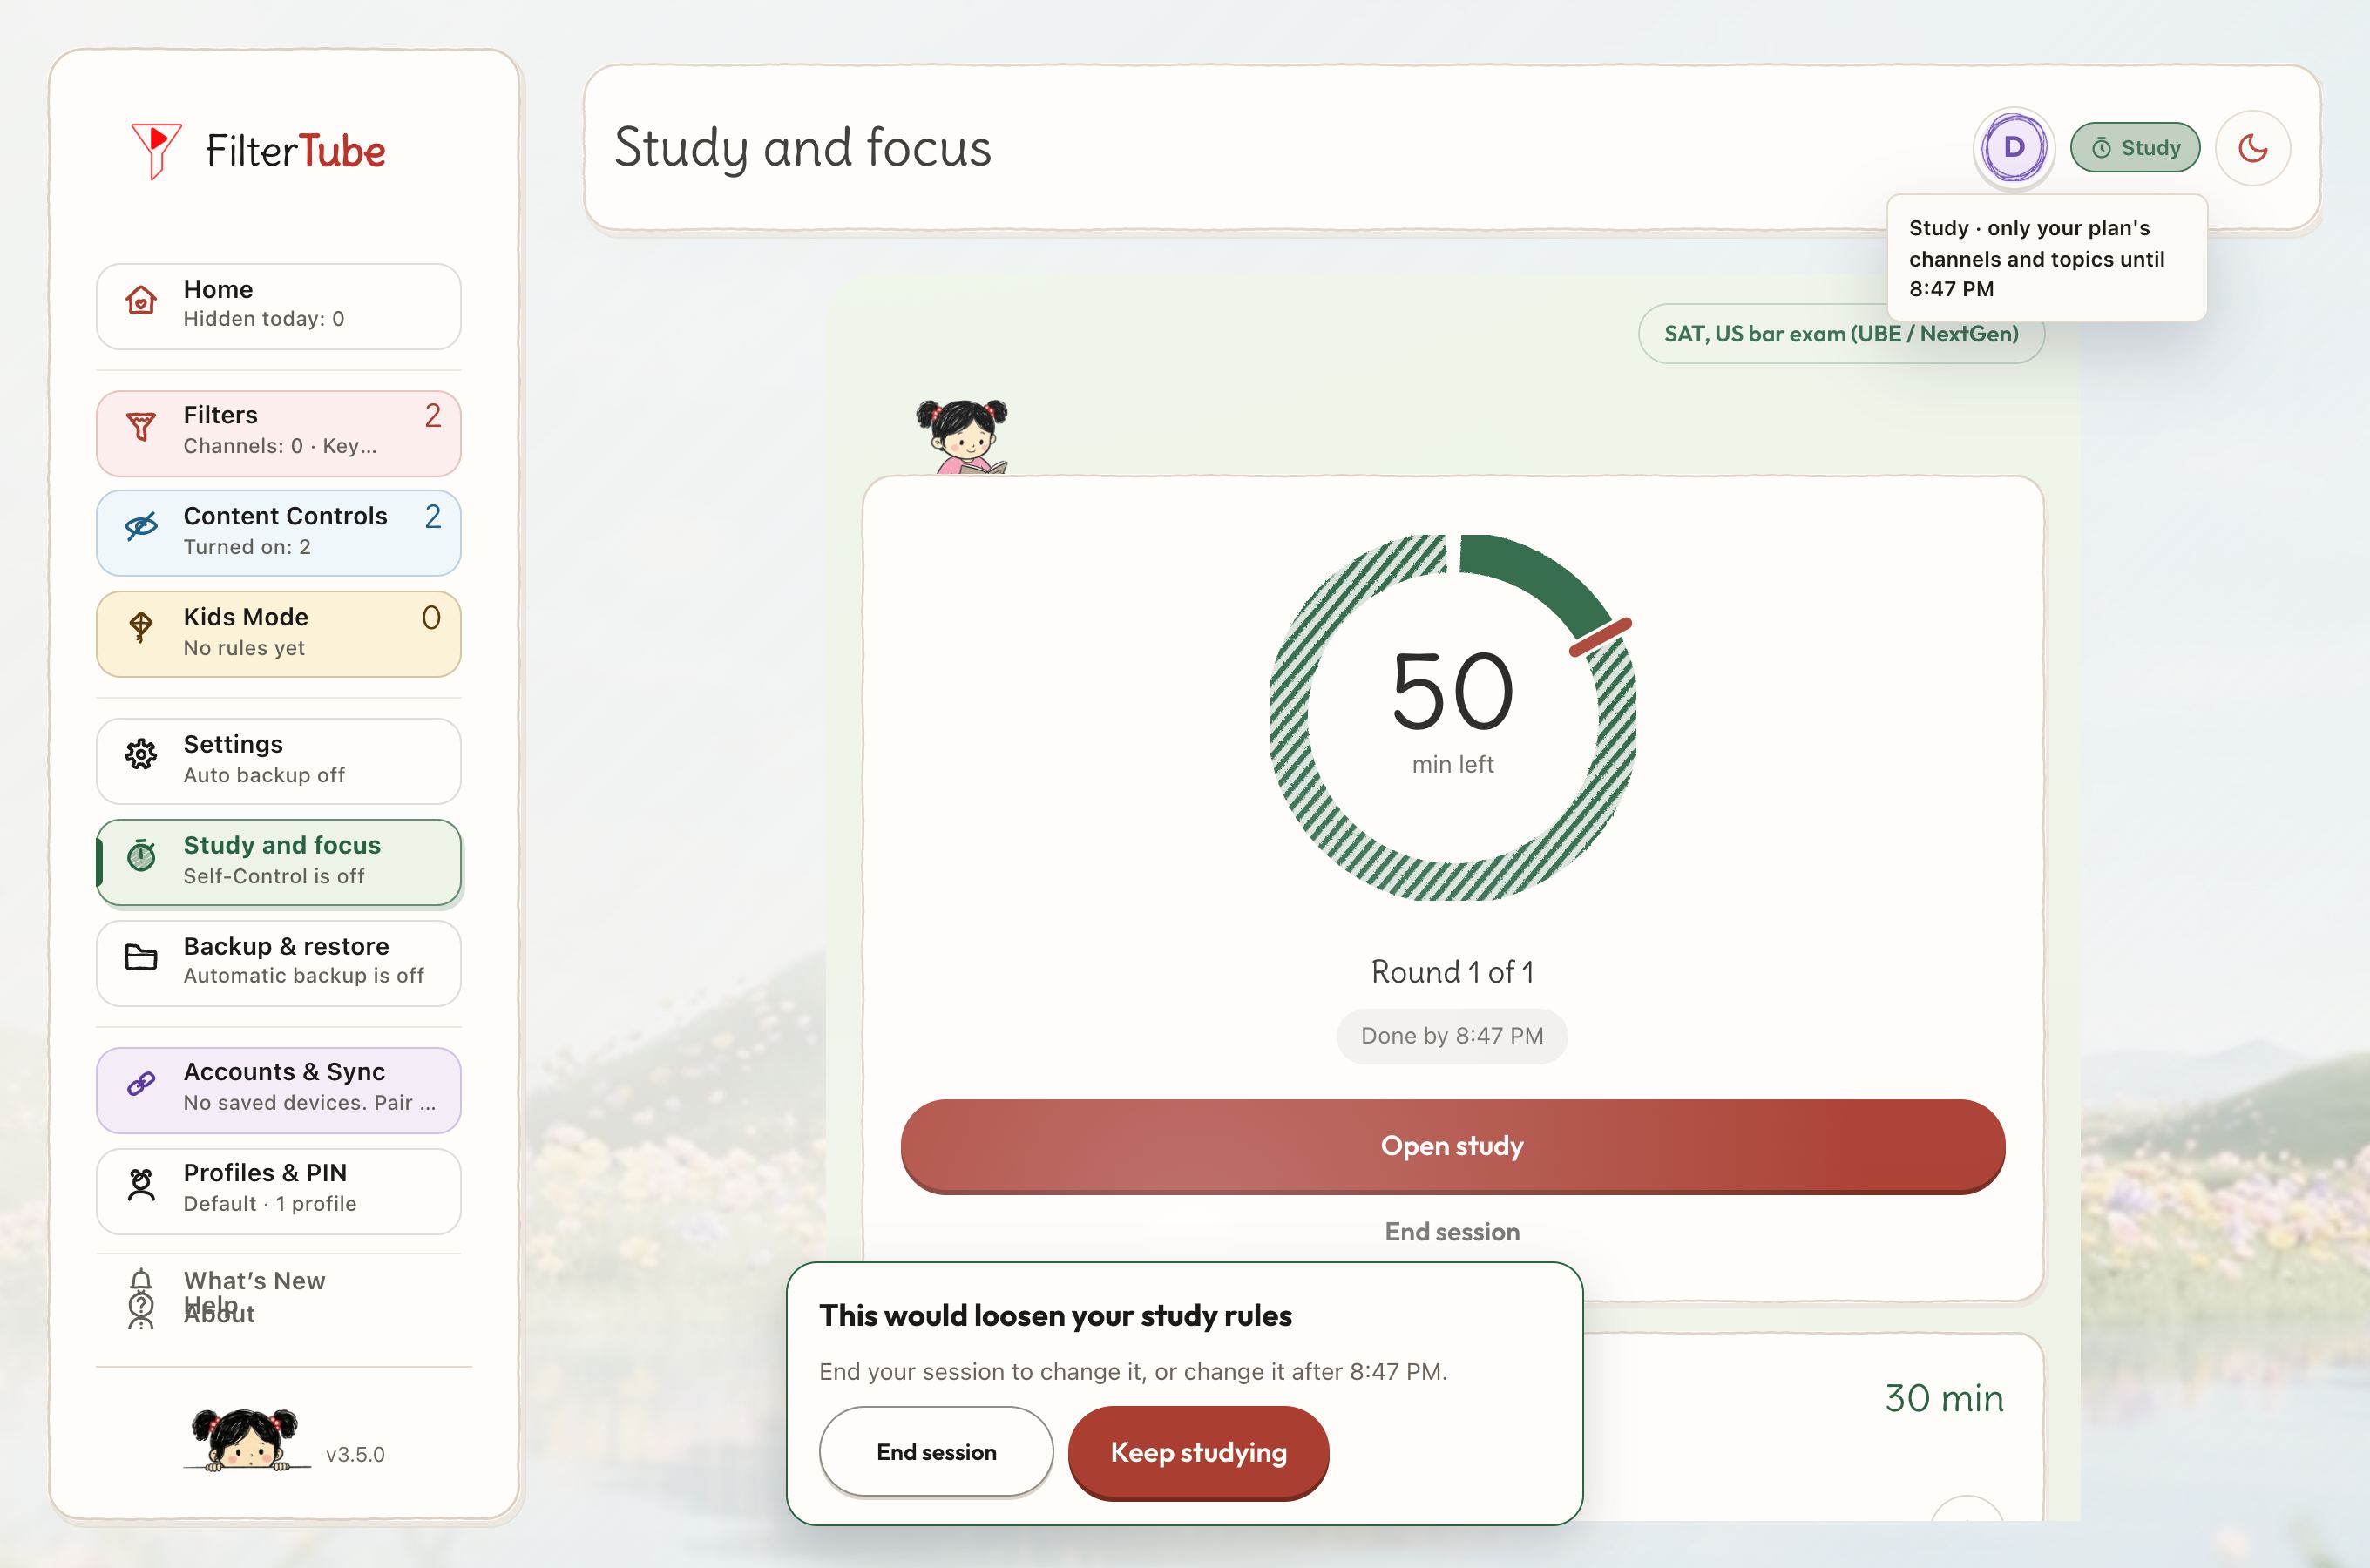 FilterTube
Home
Hidden today: 0
Filters
2
Channels: 0 · Key...
Content Controls
2
Turned on: 2
Kids Mode
0
No rules yet
Settings
Auto backup off
Study and focus
Self-Control is off
Backup & restore
Automatic backup is off
Accounts & Sync
No saved devices. Pair ...
Profiles & PIN
Default · 1 profile
What's New
Help
About
v3.5.0
Study and focus
D
Study
Study · only your plan's
channels and topics until
8:47 PM
SAT, US bar exam (UBE / NextGen)
50
min left
Round 1 of 1
Done by 8:47 PM
Open study
End session
This would loosen your study rules
End your session to change it, or change it after 8:47 PM.
End session
Keep studying
30 min